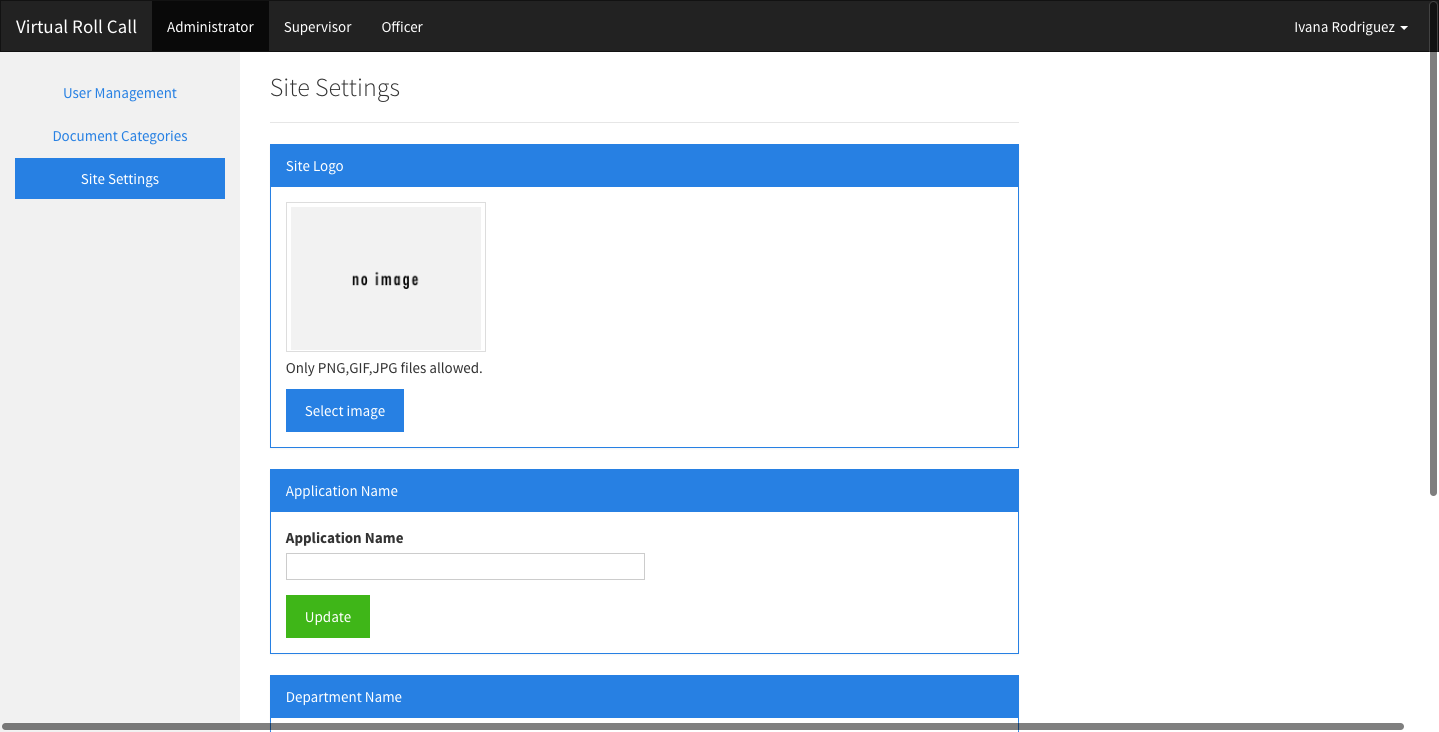 Virtual Roll Call Administrator Supervisor Officer Ivana Rodriguez
User Management
Document Categories
Site Settings
Site Settings
Site Logo
no image
Only PNG,GIF,JPG files allowed.
Select image
Application Name
Application Name
Update
Department Name